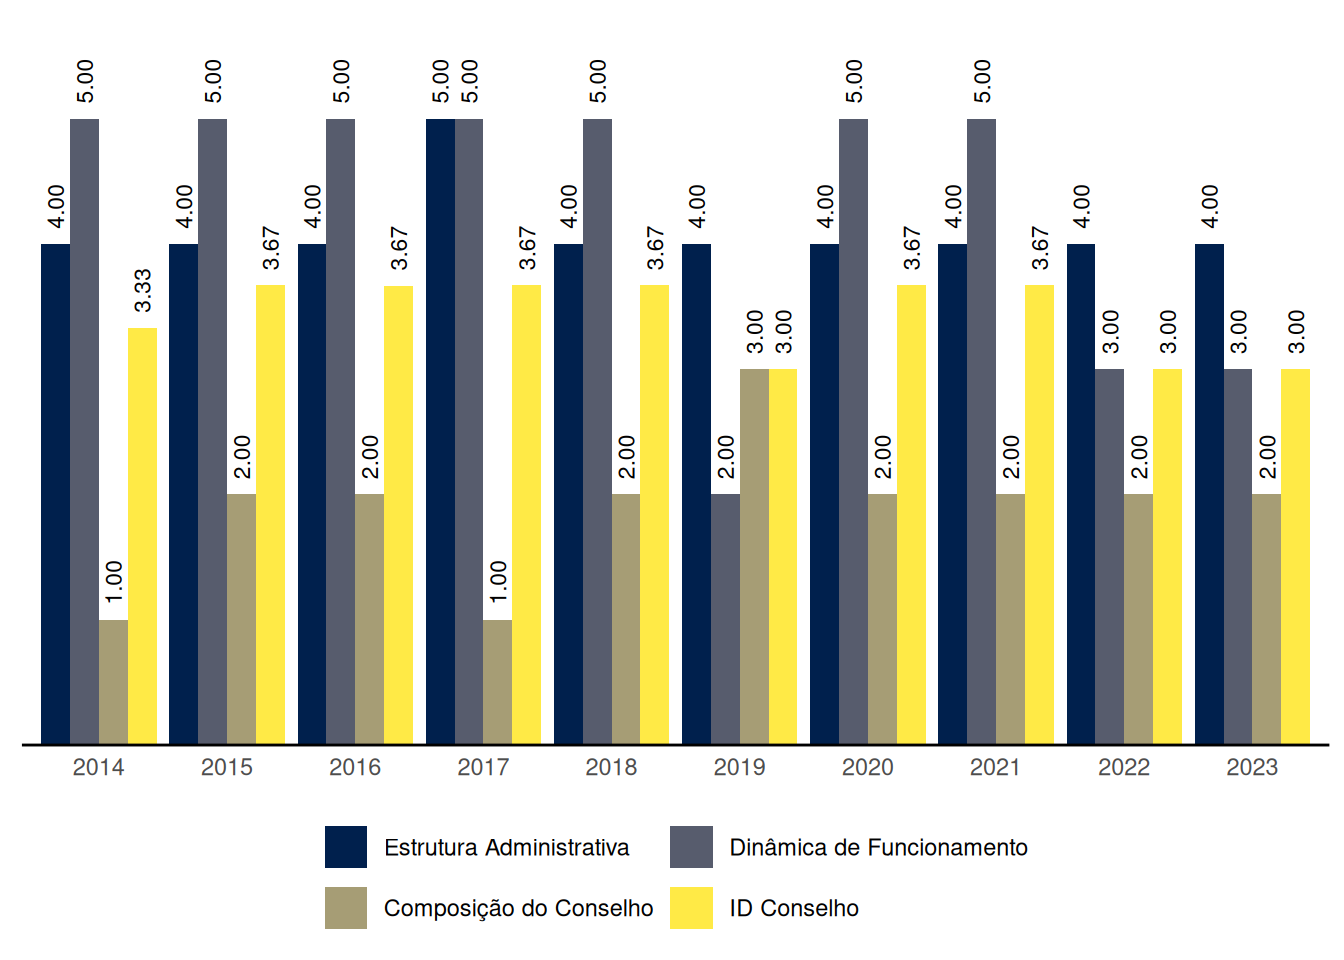 5.00 5.00 5.00 5.00 5.00 5.00 5.00 5.00
4.00 4.00 4.00 4.00 4.00 4.00 4.00 4.00 4.00
3.33 3.67 3.67 3.67 3.67 3.67 3.67
3.00 3.00 3.00 3.00 3.00 3.00
2.00 2.00 2.00 2.00 2.00 2.00 2.00 2.00
1.00 1.00
2014 2015 2016 2017 2018 2019 2020 2021 2022 2023
Estrutura Administrativa Dinâmica de Funcionamento
Composição do Conselho ID Conselho